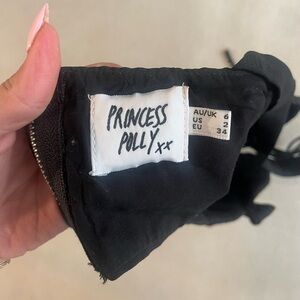 PRINCESS
POLLY xx
AU/UK 6
US 2
EU 34